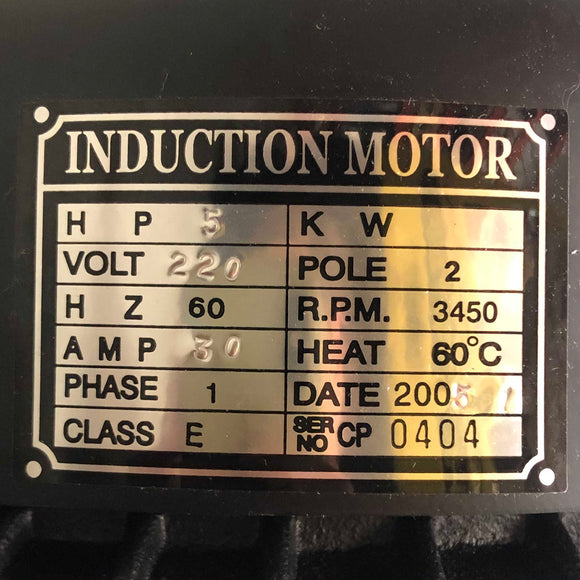 INDUCTION MOTOR
H P 5 K W
VOLT 220 POLE 2
H Z 60 R.P.M. 3450
A M P 30 HEAT 60°C
PHASE 1 DATE 2005
CLASS E SER NO CP 0404